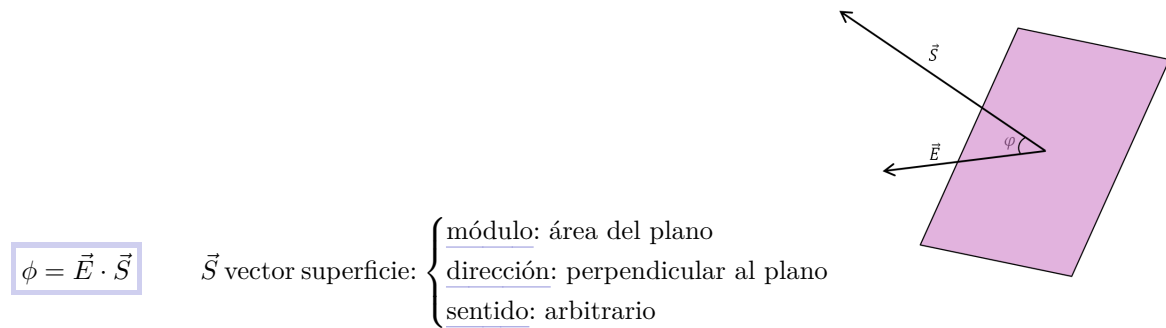 S⃗
φ
E⃗
ϕ = E⃗ · S⃗
S⃗ vector superficie:
módulo: área del plano
dirección: perpendicular al plano
sentido: arbitrario